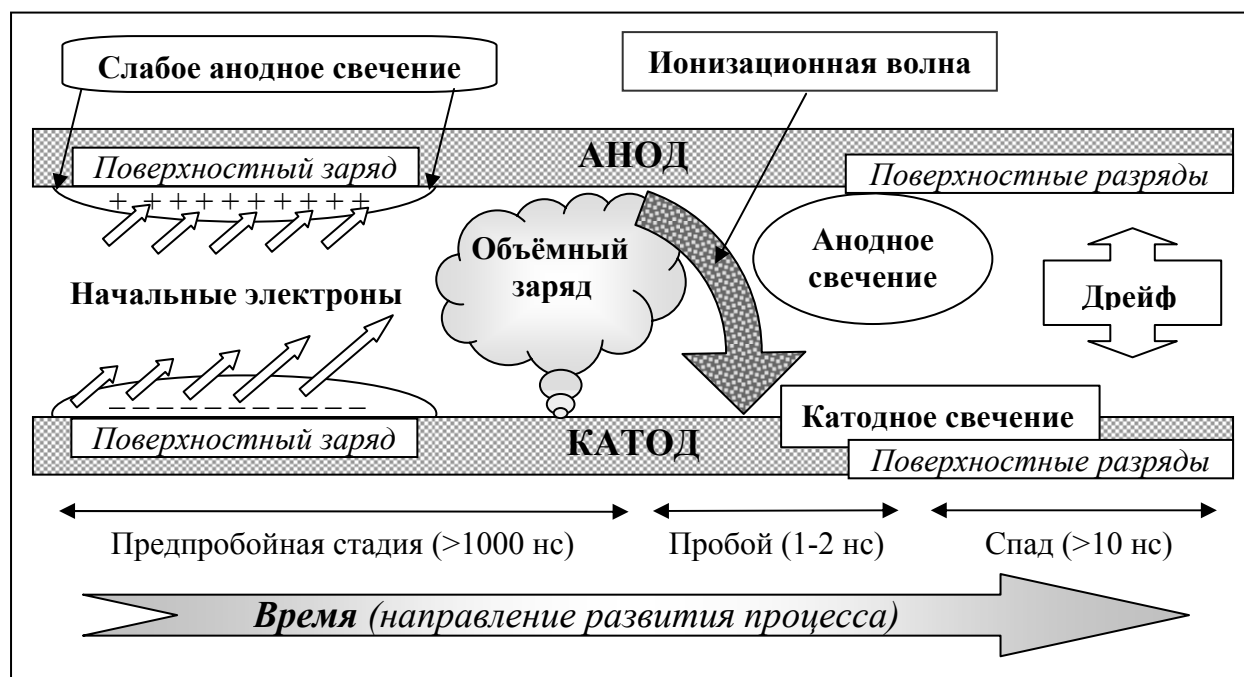 Слабое анодное свечение
Ионизационная волна
АНОД
Поверхностный заряд
Поверхностные разряды
+ + + + + + + + + +
Объёмный
заряд
Анодное
свечение
Начальные электроны
Дрейф
– – – – – – – – – –
Катодное свечение
Поверхностный заряд
КАТОД
Поверхностные разряды
Предпробойная стадия (>1000 нс)
Пробой (1-2 нс)
Спад (>10 нс)
Время (направление развития процесса)